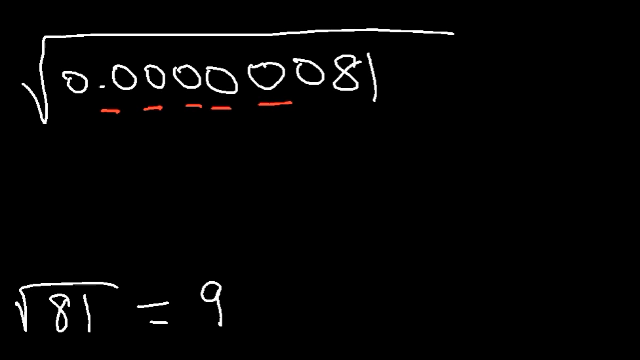 √0.00000081
√81 = 9